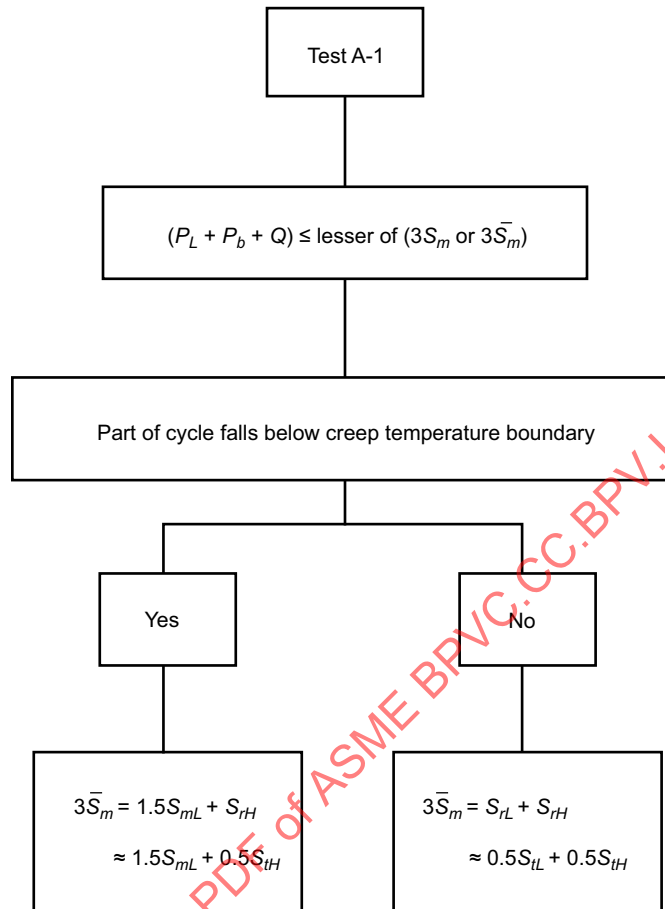 Test A-1
(P_L + P_b + Q) ≤ lesser of (3S_m or 3S̄_m)
Part of cycle falls below creep temperature boundary
Yes
No
3S̄_m = 1.5S_mL + S_rH
≈ 1.5S_mL + 0.5S_tH
3S̄_m = S_rL + S_rH
≈ 0.5S_tL + 0.5S_tH
PDF of ASME BPVC.CC.BPV.I